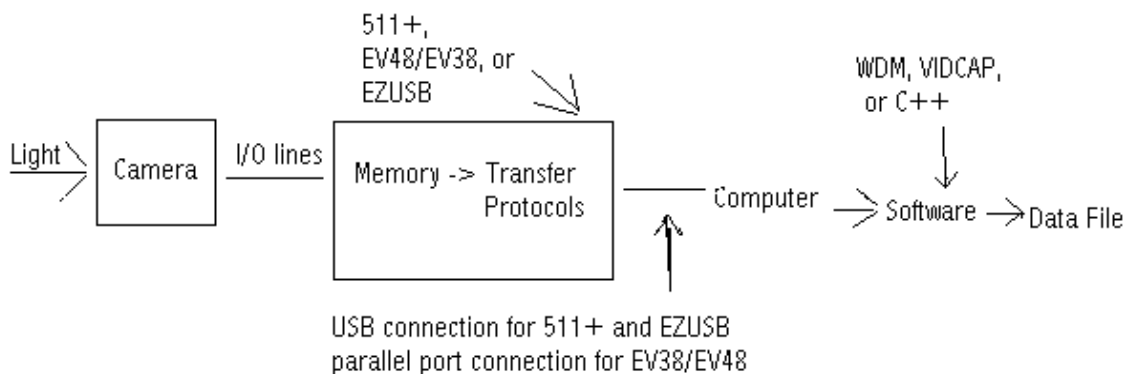 511+,
EV48/EV38, or
EZUSB
WDM, VIDCAP,
or C++
Light
Camera
I/O lines
Memory -> Transfer
Protocols
Computer
Software
Data File
USB connection for 511+ and EZUSB
parallel port connection for EV38/EV48